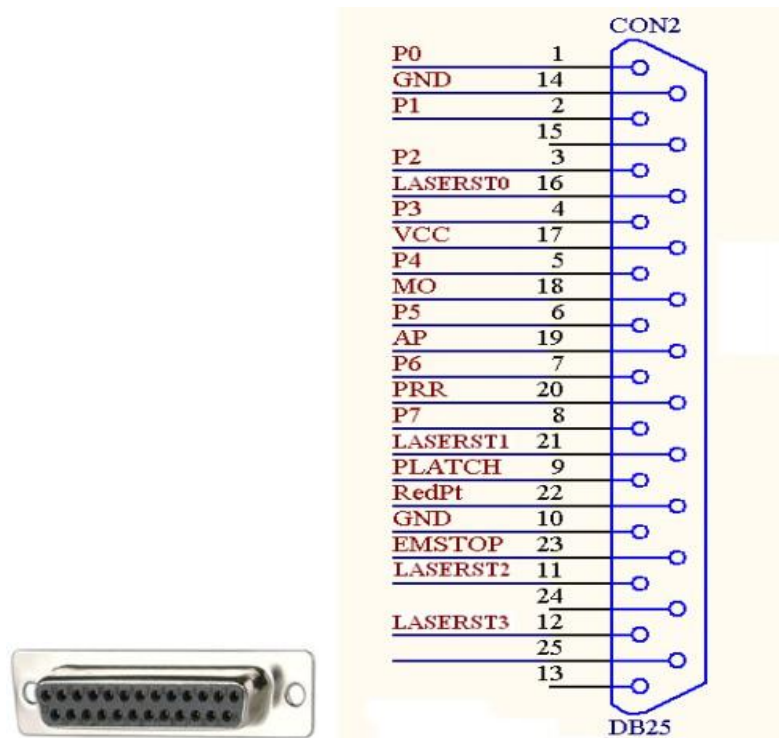 CON2
P0 1
GND 14
P1 2
15
P2 3
LASERST0 16
P3 4
VCC 17
P4 5
MO 18
P5 6
AP 19
P6 7
PRR 20
P7 8
LASERST1 21
PLATCH 9
RedPt 22
GND 10
EMSTOP 23
LASERST2 11
24
LASERST3 12
25
13
DB25